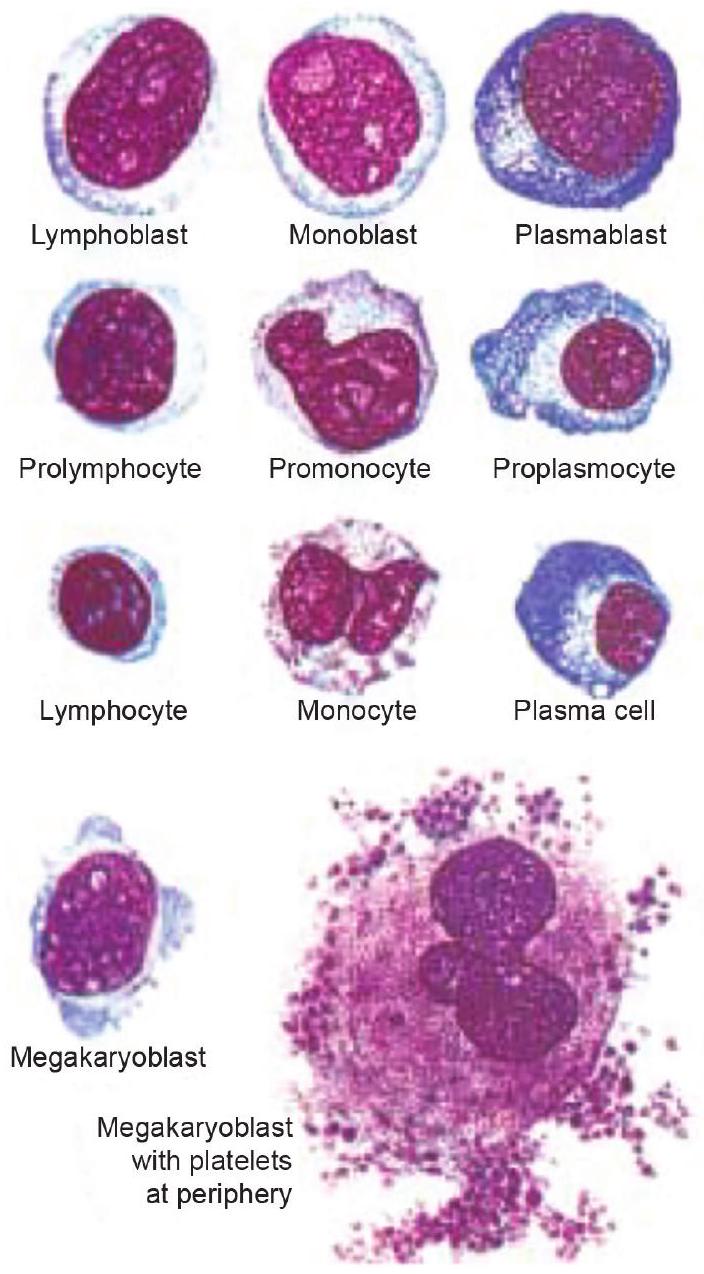 Lymphoblast
Monoblast
Plasmablast
Prolymphocyte
Promonocyte
Proplasmocyte
Lymphocyte
Monocyte
Plasma cell
Megakaryoblast
Megakaryoblast
with platelets
at periphery